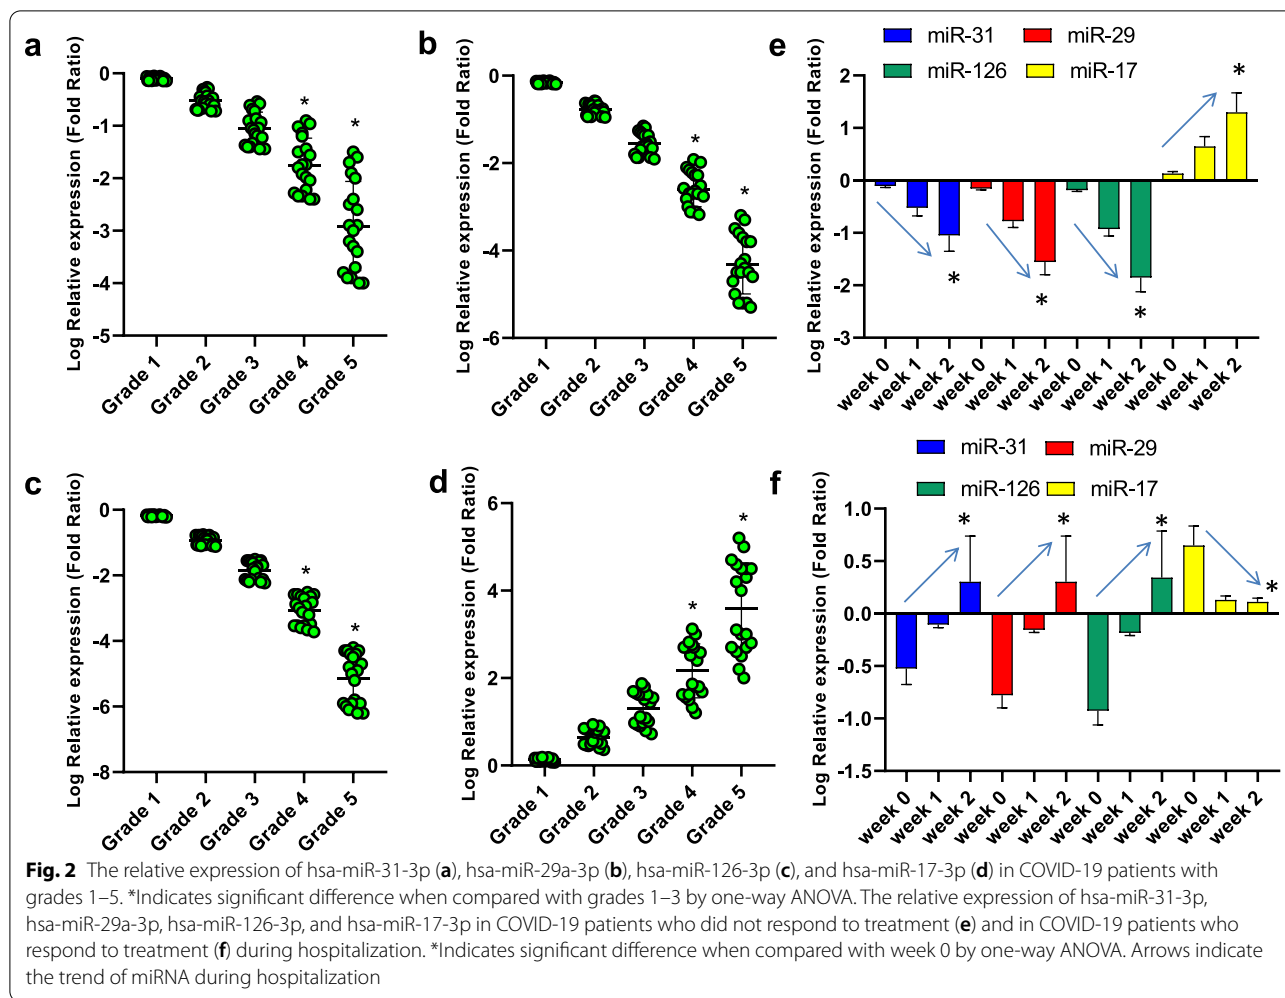 a
Log Relative expression (Fold Ratio)
0
-1
-2
-3
-4
-5
* *
Grade 1 Grade 2 Grade 3 Grade 4 Grade 5
b
Log Relative expression (Fold Ratio)
0
-2
-4
-6
* *
Grade 1 Grade 2 Grade 3 Grade 4 Grade 5
e
miR-31 miR-29
miR-126 miR-17
Log Relative expression (Fold Ratio)
2
1
0
-1
-2
-3
* * * *
week 0 week 1 week 2 week 0 week 1 week 2 week 0 week 1 week 2 week 0 week 1 week 2
c
Log Relative expression (Fold Ratio)
0
-2
-4
-6
-8
* *
Grade 1 Grade 2 Grade 3 Grade 4 Grade 5
d
Log Relative expression (Fold Ratio)
6
4
2
0
* *
Grade 1 Grade 2 Grade 3 Grade 4 Grade 5
f
miR-31 miR-29
miR-126 miR-17
Log Relative expression (Fold Ratio)
1.0
0.5
0.0
-0.5
-1.0
-1.5
* * * *
week 0 week 1 week 2 week 0 week 1 week 2 week 0 week 1 week 2 week 0 week 1 week 2
Fig. 2 The relative expression of hsa-miR-31-3p (a), hsa-miR-29a-3p (b), hsa-miR-126-3p (c), and hsa-miR-17-3p (d) in COVID-19 patients with
grades 1–5. *Indicates significant difference when compared with grades 1–3 by one-way ANOVA. The relative expression of hsa-miR-31-3p,
hsa-miR-29a-3p, hsa-miR-126-3p, and hsa-miR-17-3p in COVID-19 patients who did not respond to treatment (e) and in COVID-19 patients who
respond to treatment (f) during hospitalization. *Indicates significant difference when compared with week 0 by one-way ANOVA. Arrows indicate
the trend of miRNA during hospitalization